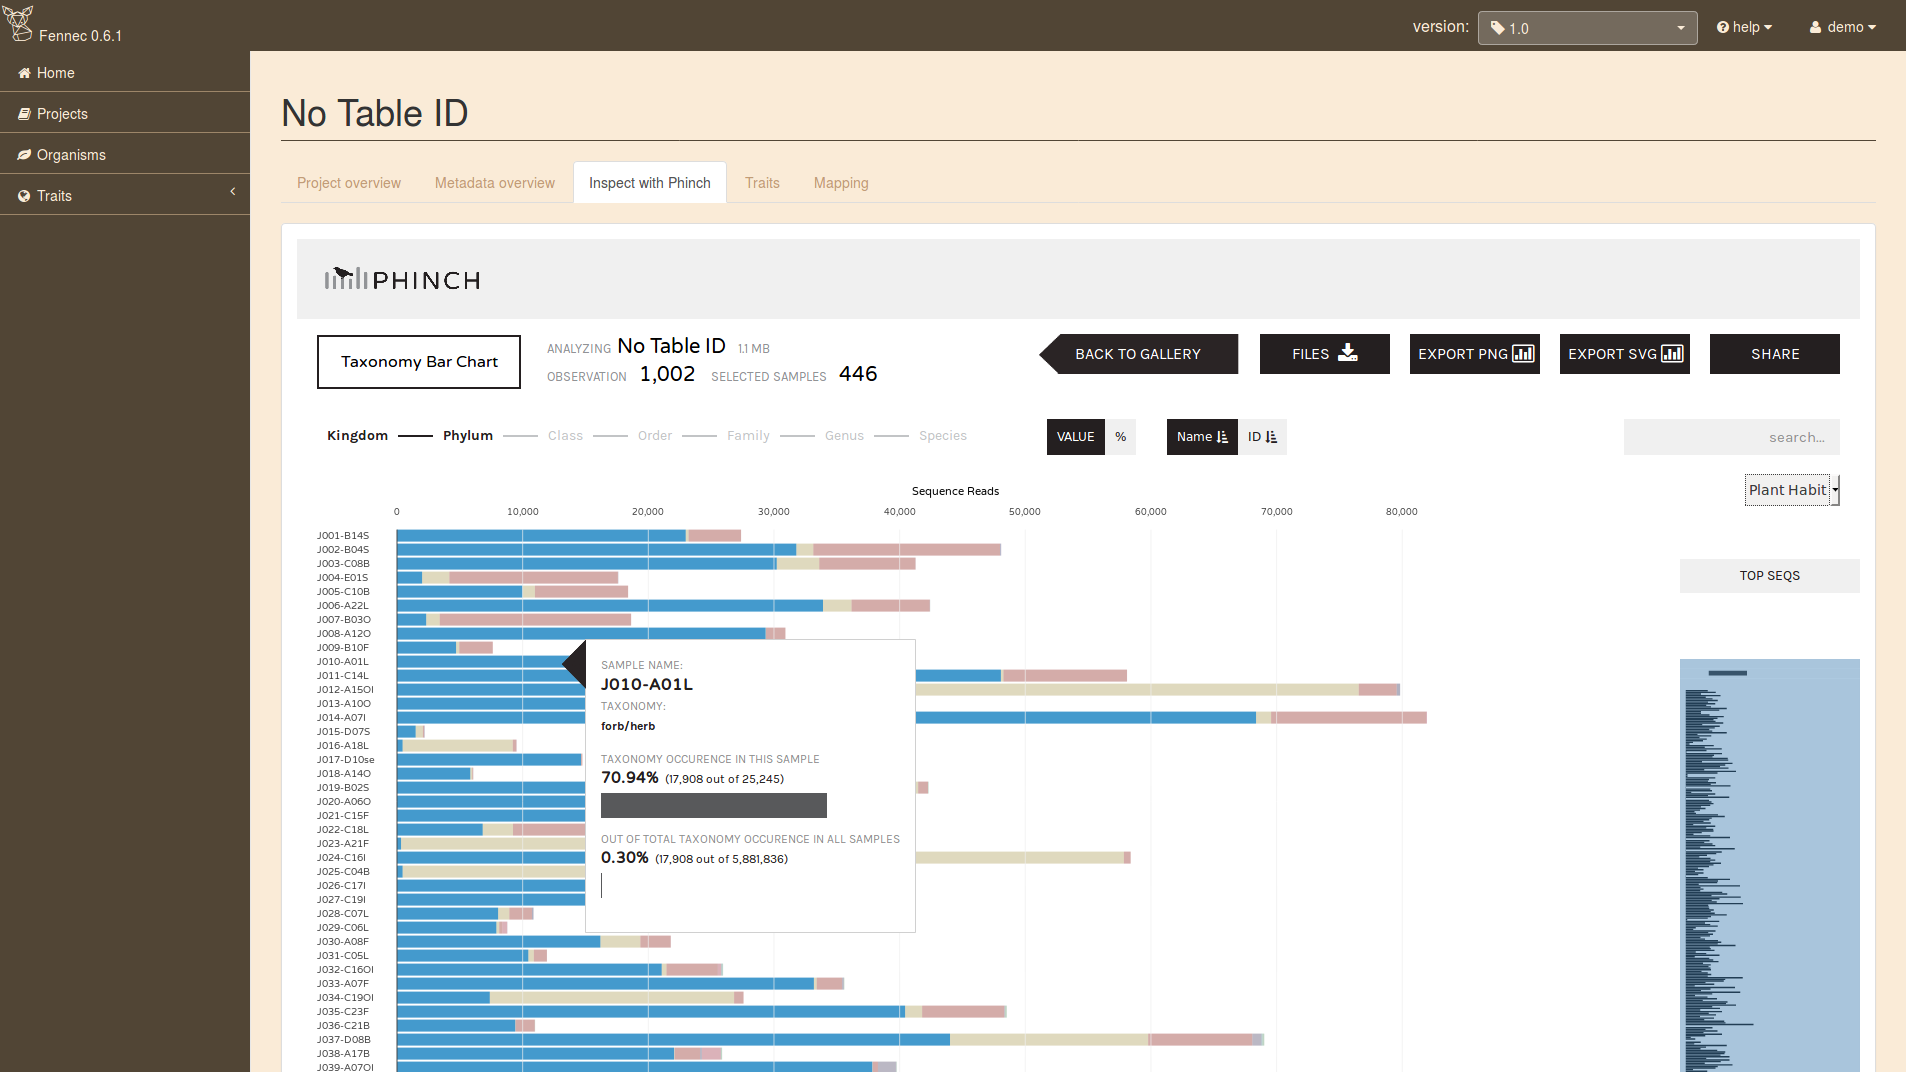 Fennec 0.6.1
version:
1.0
help
demo
Home
Projects
Organisms
Traits
No Table ID
Project overview
Metadata overview
Inspect with Phinch
Traits
Mapping
PHINCH
Taxonomy Bar Chart
ANALYZING No Table ID 1.1 MB
OBSERVATION 1,002 SELECTED SAMPLES 446
BACK TO GALLERY
FILES
EXPORT PNG
EXPORT SVG
SHARE
Kingdom
Phylum
Class
Order
Family
Genus
Species
VALUE
%
Name
ID
search...
Plant Habit
Sequence Reads
0
10,000
20,000
30,000
40,000
50,000
60,000
70,000
80,000
TOP SEQS
J001-B14S
J002-B04S
J003-C08B
J004-E01S
J005-C10B
J006-A22L
J007-B03O
J008-A12O
J009-B10F
J010-A01L
J011-C14L
J012-A15OI
J013-A10O
J014-A07I
J015-D07S
J016-A18L
J017-D10se
J018-A14O
J019-B02S
J020-A06O
J021-C15F
J022-C18L
J023-A21F
J024-C16I
J025-C04B
J026-C17I
J027-C19I
J028-C07L
J029-C06L
J030-A08F
J031-C05L
J032-C16OI
J033-A07F
J034-C19OI
J035-C23F
J036-C21B
J037-D08B
J038-A17B
J039-A07OI
SAMPLE NAME:
J010-A01L
TAXONOMY:
forb/herb
TAXONOMY OCCURENCE IN THIS SAMPLE
70.94% (17,908 out of 25,245)
OUT OF TOTAL TAXONOMY OCCURENCE IN ALL SAMPLES
0.30% (17,908 out of 5,881,836)